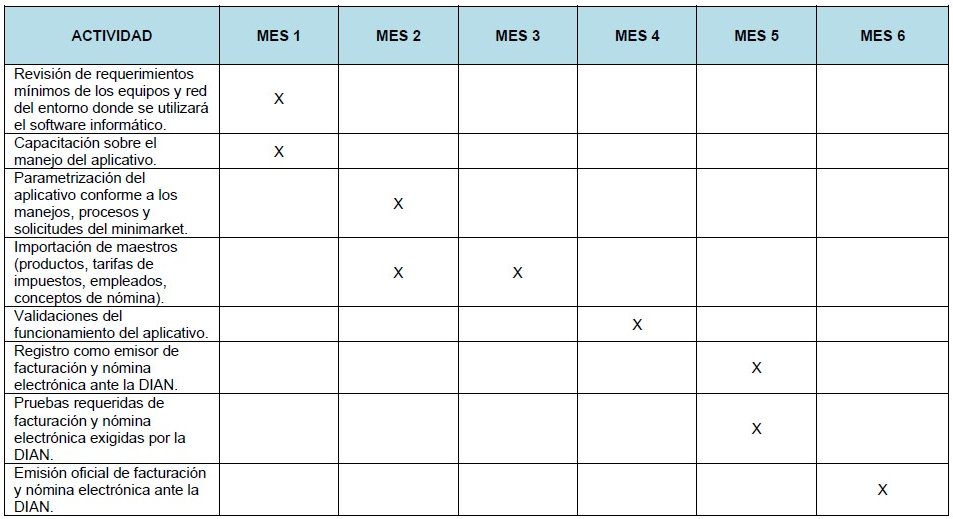 ACTIVIDAD MES 1 MES 2 MES 3 MES 4 MES 5 MES 6
Revisión de requerimientos
mínimos de los equipos y red
del entorno donde se utilizará
el software informático.
X
Capacitación sobre el
manejo del aplicativo.
X
Parametrización del
aplicativo conforme a los
manejos, procesos y
solicitudes del minimarket.
X
Importación de maestros
(productos, tarifas de
impuestos, empleados,
conceptos de nómina).
X X
Validaciones del
funcionamiento del aplicativo.
X
Registro como emisor de
facturación y nómina
electrónica ante la DIAN.
X
Pruebas requeridas de
facturación y nómina
electrónica exigidas por la
DIAN.
X
Emisión oficial de facturación
y nómina electrónica ante la
DIAN.
X